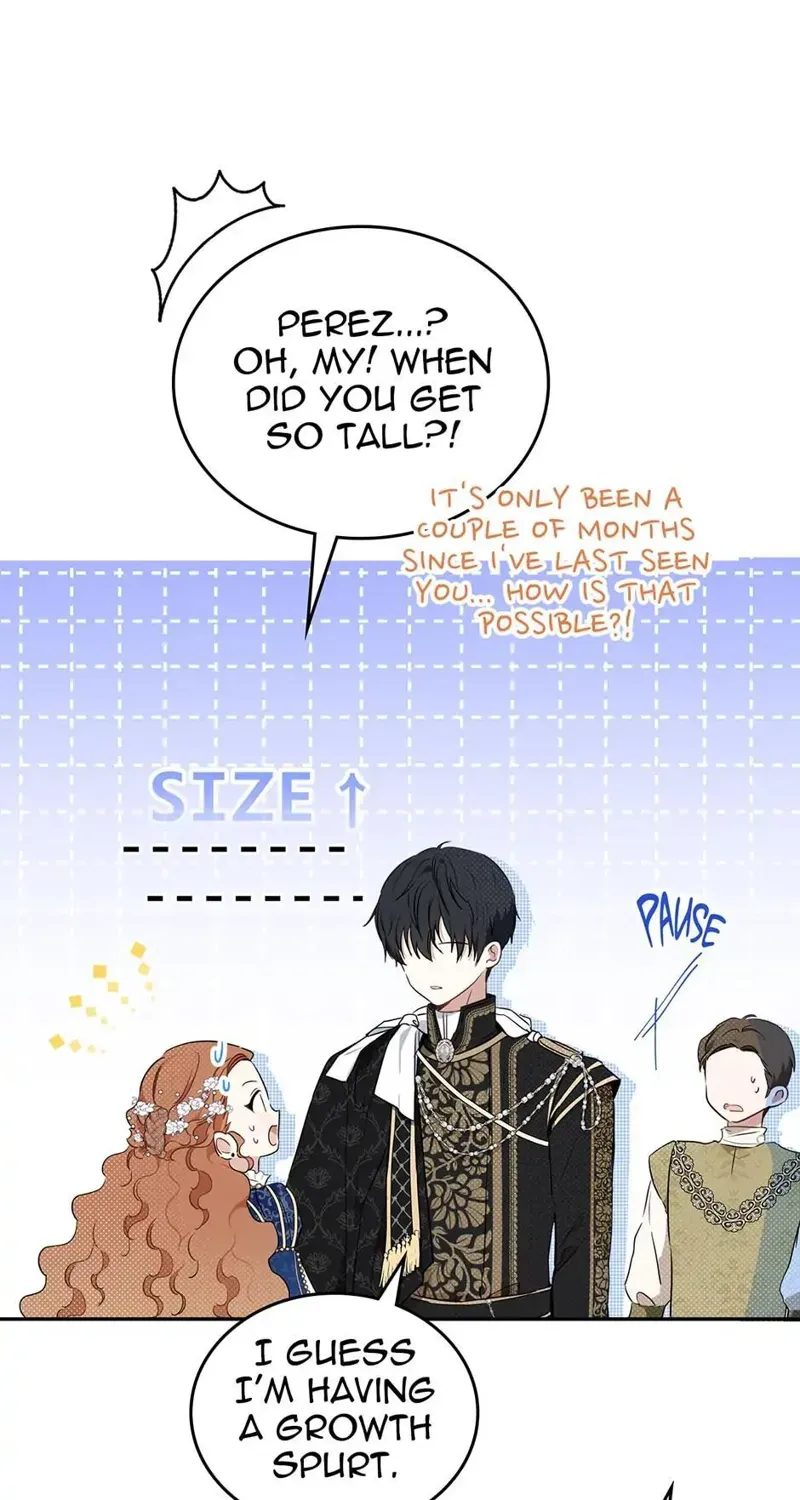 PEREZ...?
OH, MY! WHEN
DID YOU GET
SO TALL?!
IT'S ONLY BEEN A
COUPLE OF MONTHS
SINCE I'VE LAST SEEN
YOU... HOW IS THAT
POSSIBLE?!
SIZE ↑
PAUSE
I GUESS
I'M HAVING
A GROWTH
SPURT.